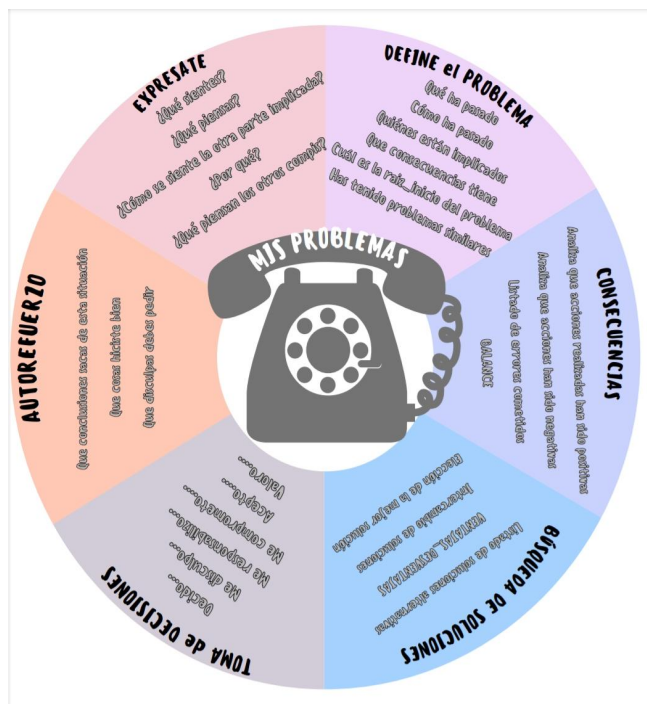 EXPRESATE
¿Qué sientes?
¿Qué piensas?
¿Cómo se siente la otra parte implicada?
¿Por qué?
¿Qué piensan los otros compis?
DEFINE el PROBLEMA
Qué ha pasado
Cómo ha pasado
Quiénes están implicados
Que consecuencias tiene
Cuál es la raiz...inicio del problema
Has tenido problemas similares
CONSECUENCIAS
Analiza que acciones realizadas han sido positivas
Analiza que acciones han sido negativas
Listado de errores cometidos
BALANCE
BÍSQUEDA DE SOLUCIONES
Listado de soluciones alternativas
VENTAJAS, DESVENTAJAS
Intercambio de soluciones
Elección de la mejor solución
TOMA de DECISIONES
Decido...
Me disculpo...
Me responsabilizo...
Me comprometo...
Acepto...
Valoro...
AUTOREFUERZO
Que conclusiones sacas de esta situación
Que cosas hiciste bien
Que disculpas debes pedir
MIS PROBLEMAS